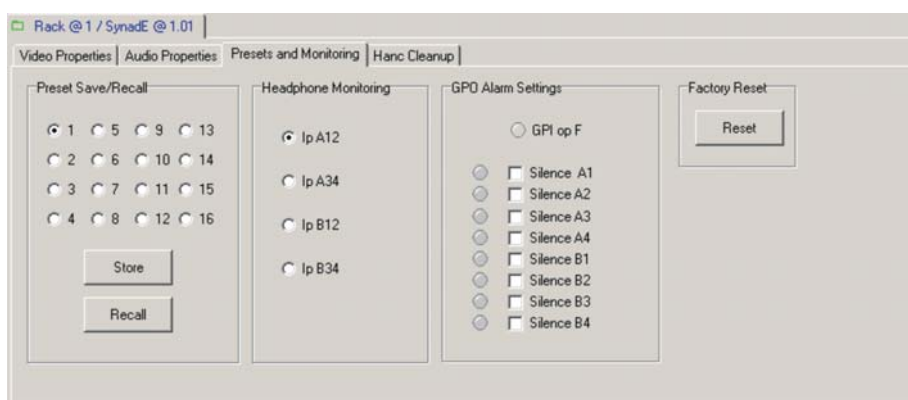 Rack @ 1 / SynadE @ 1.01
Video Properties Audio Properties Presets and Monitoring Hanc Cleanup
Preset Save/Recall
1 5 9 13
2 6 10 14
3 7 11 15
4 8 12 16
Store
Recall
Headphone Monitoring
Ip A12
Ip A34
Ip B12
Ip B34
GPO Alarm Settings
GPI op F
Silence A1
Silence A2
Silence A3
Silence A4
Silence B1
Silence B2
Silence B3
Silence B4
Factory Reset
Reset